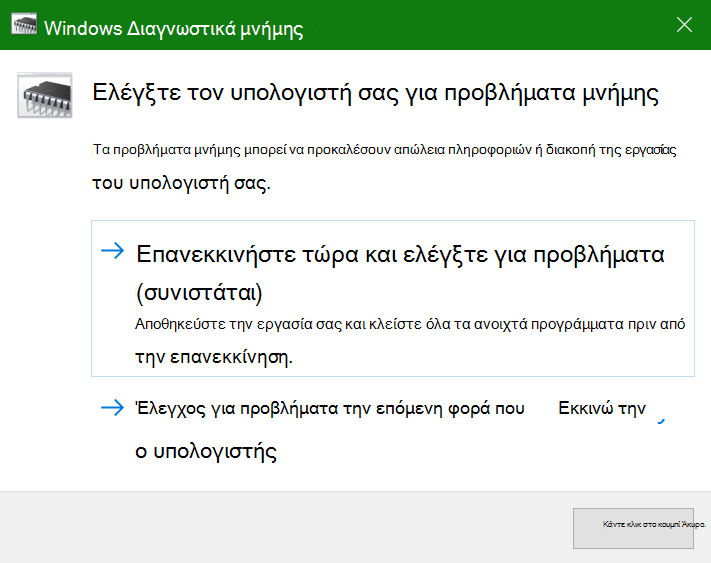 Windows Διαγνωστικά μνήμης
Ελέγξτε τον υπολογιστή σας για προβλήματα μνήμης
Τα προβλήματα μνήμης μπορεί να προκαλέσουν απώλεια πληροφοριών ή διακοπή της εργασίας
του υπολογιστή σας.
Επανεκκινήστε τώρα και ελέγξτε για προβλήματα
(συνιστάται)
Αποθηκεύστε την εργασία σας και κλείστε όλα τα ανοιχτά προγράμματα πριν από
την επανεκκίνηση.
Έλεγχος για προβλήματα την επόμενη φορά που Εκκινώ την
ο υπολογιστής
Κάντε κλικ στο κουμπί Άκυρο.